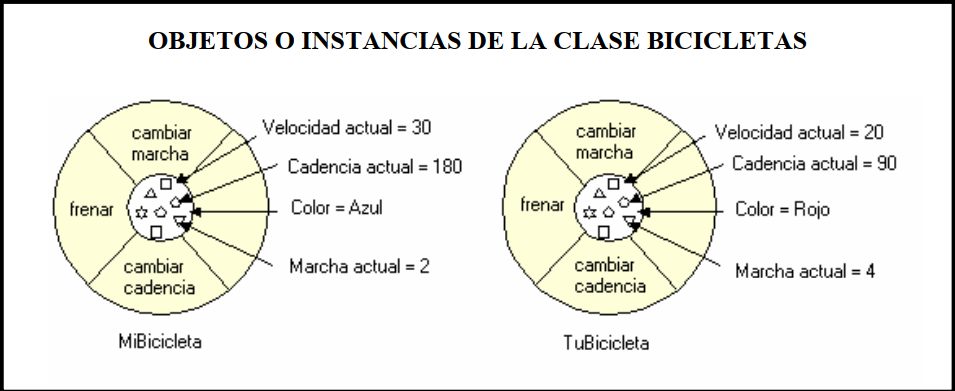 OBJETOS O INSTANCIAS DE LA CLASE BICICLETAS
cambiar
marcha
frenar
cambiar
cadencia
Velocidad actual = 30
Cadencia actual = 180
Color = Azul
Marcha actual = 2
MiBicicleta
cambiar
marcha
frenar
cambiar
cadencia
Velocidad actual = 20
Cadencia actual = 90
Color = Rojo
Marcha actual = 4
TuBicicleta